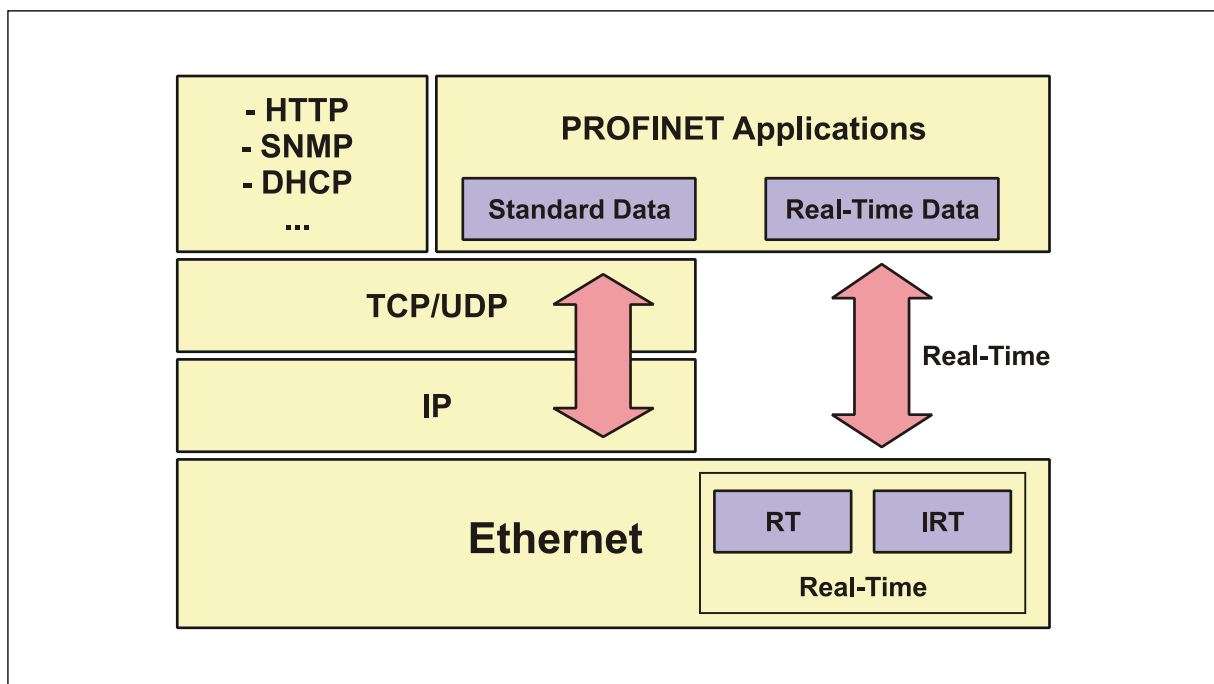 - HTTP
- SNMP
- DHCP
...
PROFINET Applications
Standard Data
Real-Time Data
TCP/UDP
Real-Time
IP
Ethernet
RT
IRT
Real-Time